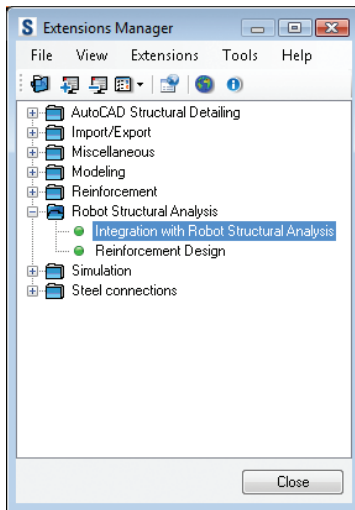 S Extensions Manager
File View Extensions Tools Help
AutoCAD Structural Detailing
Import/Export
Miscellaneous
Modeling
Reinforcement
Robot Structural Analysis
Integration with Robot Structural Analysis
Reinforcement Design
Simulation
Steel connections
Close